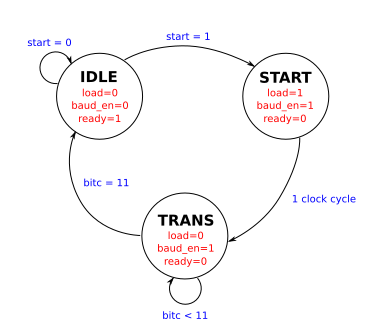 start = 0
start = 1
IDLE
load=0
baud_en=0
ready=1
START
load=1
baud_en=1
ready=0
bitc = 11
1 clock cycle
TRANS
load=0
baud_en=1
ready=0
bitc < 11